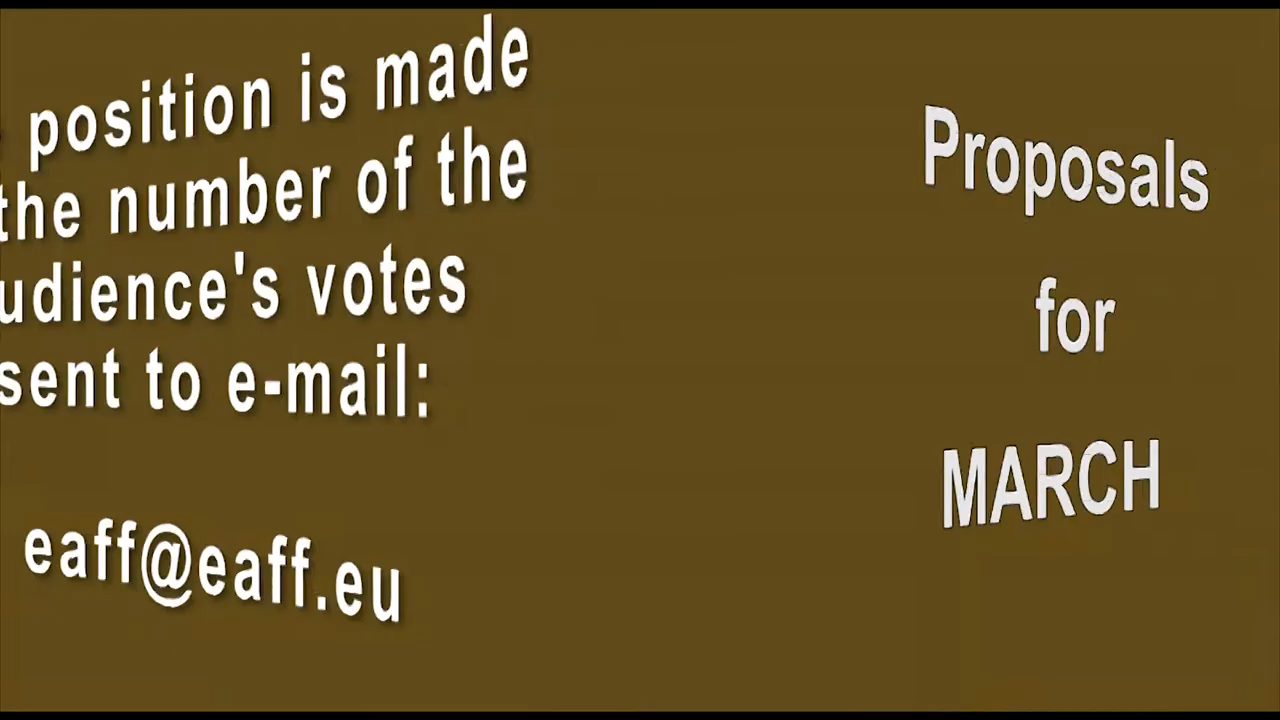 position is made
the number of the
udience's votes
sent to e-mail:
eaff@eaff.eu
Proposals
for
MARCH